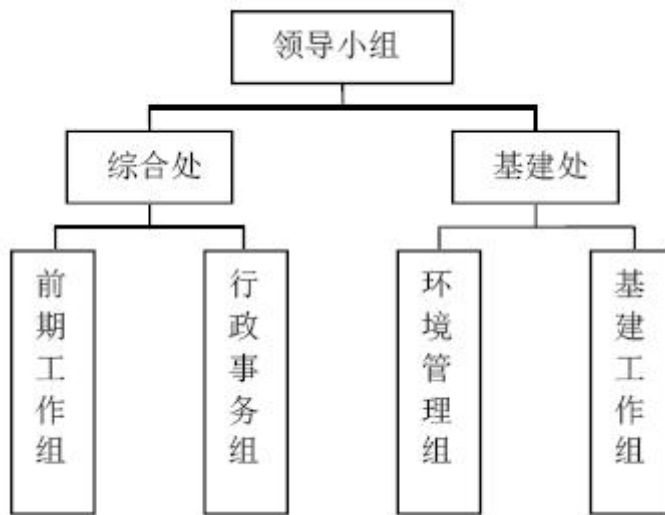 领导小组
综合处
基建处
前期工作组
行政事务组
环境管理组
基建工作组